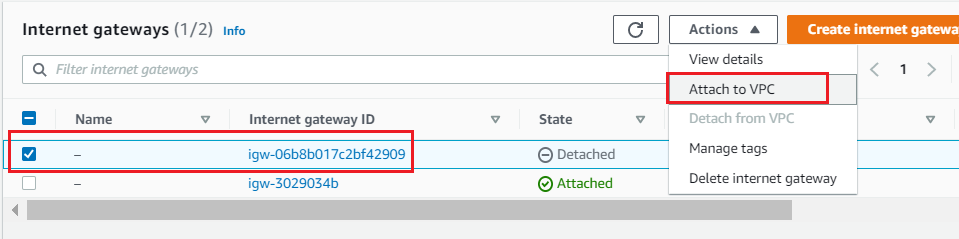 Internet gateways (1/2) Info
Actions
Create internet gatewa
Filter internet gateways
View details
1
Attach to VPC
Name
Internet gateway ID
State
Detach from VPC
– igw-06b8b017c2bf42909 Detached
Manage tags
– igw-3029034b Attached
Delete internet gateway